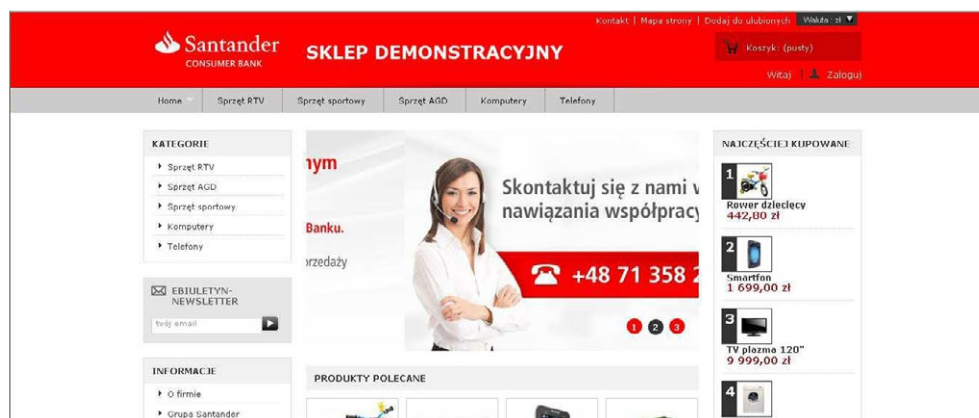 Kontakt | Mapa strony | Dodaj do ulubionych Waluta : zł ▼
Santander
CONSUMER BANK
SKLEP DEMONSTRACYJNY
Koszyk: (pusty)
Witaj | Zaloguj
Home Sprzęt RTV Sprzęt sportowy Sprzęt AGD Komputery Telefony
KATEGORIE
Sprzęt RTV
Sprzęt AGD
Sprzęt sportowy
Komputery
Telefony
EBIULETYN-
NEWSLETTER
twój email
INFORMACJE
O firmie
Grupa Santander
nym
Banku.
przedaży
Skontaktuj się z nami w
nawiązania współpracy
+48 71 358 2
1 2 3
PRODUKTY POLECANE
NAJCZĘŚCIEJ KUPOWANE
1
Rower dziecięcy
442,80 zł
2
Smartfon
1 699,00 zł
3
TV plazma 120"
9 999,00 zł
4